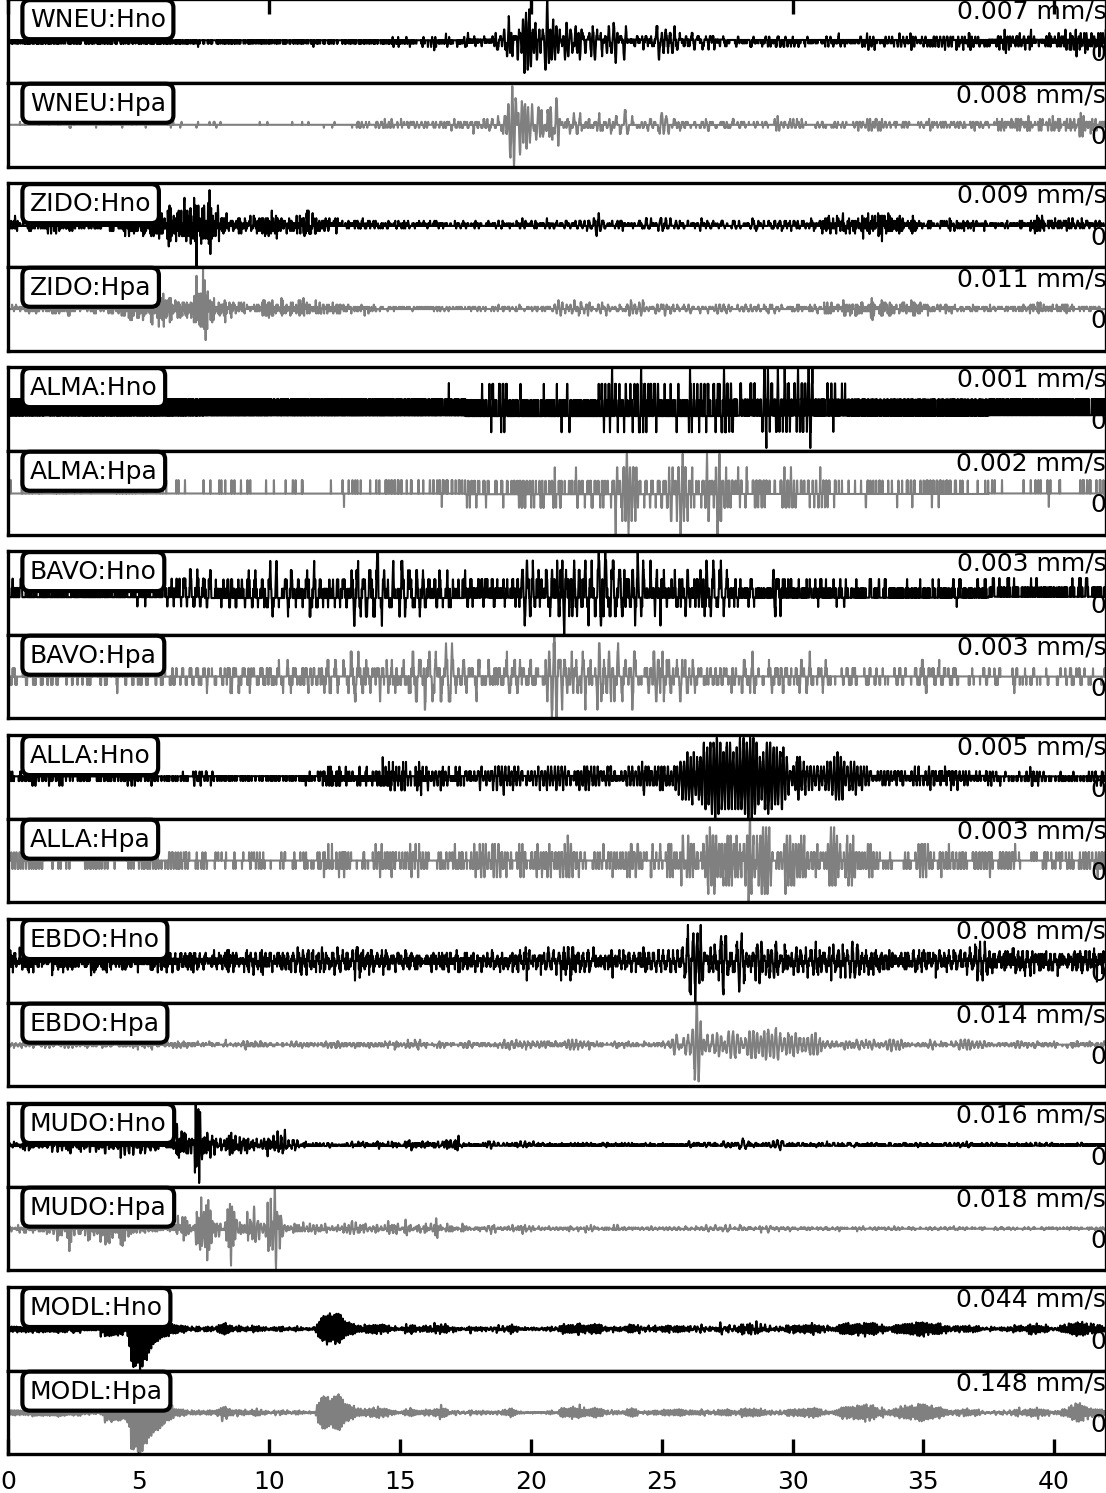 WNEU:Hno 0.007 mm/s
0
WNEU:Hpa 0.008 mm/s
0
ZIDO:Hno 0.009 mm/s
0
ZIDO:Hpa 0.011 mm/s
0
ALMA:Hno 0.001 mm/s
0
ALMA:Hpa 0.002 mm/s
0
BAVO:Hno 0.003 mm/s
0
BAVO:Hpa 0.003 mm/s
0
ALLA:Hno 0.005 mm/s
0
ALLA:Hpa 0.003 mm/s
0
EBDO:Hno 0.008 mm/s
0
EBDO:Hpa 0.014 mm/s
0
MUDO:Hno 0.016 mm/s
0
MUDO:Hpa 0.018 mm/s
0
MODL:Hno 0.044 mm/s
0
MODL:Hpa 0.148 mm/s
0
0 5 10 15 20 25 30 35 40